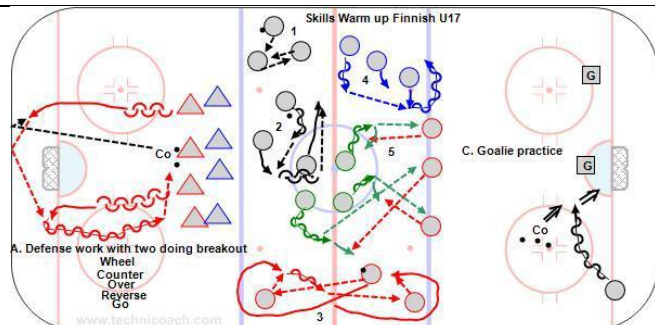 Skills Warm up Finnish U17
1
2
3
4
5
G
G
Co
Co
C. Goalie practice
A. Defense work with two doing breakout
Wheel
Counter
Over
Reverse
Go
www.technicoach.com